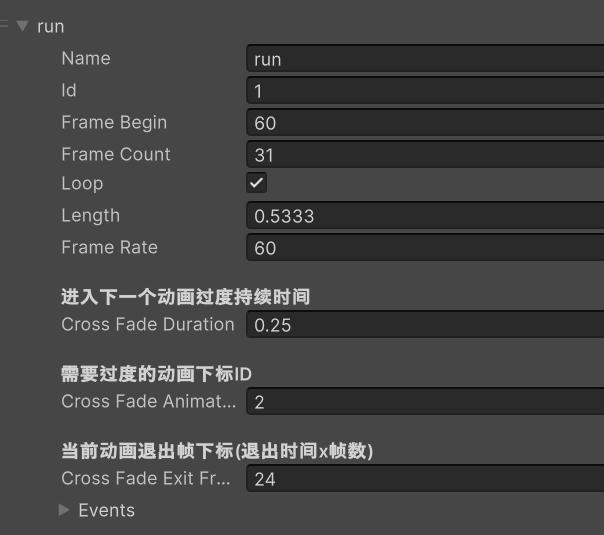 run
Name run
Id 1
Frame Begin 60
Frame Count 31
Loop
Length 0.5333
Frame Rate 60
进入下一个动画过度持续时间
Cross Fade Duration 0.25
需要过度的动画下标ID
Cross Fade Animat... 2
当前动画退出帧下标(退出时间x帧数)
Cross Fade Exit Fr... 24
Events